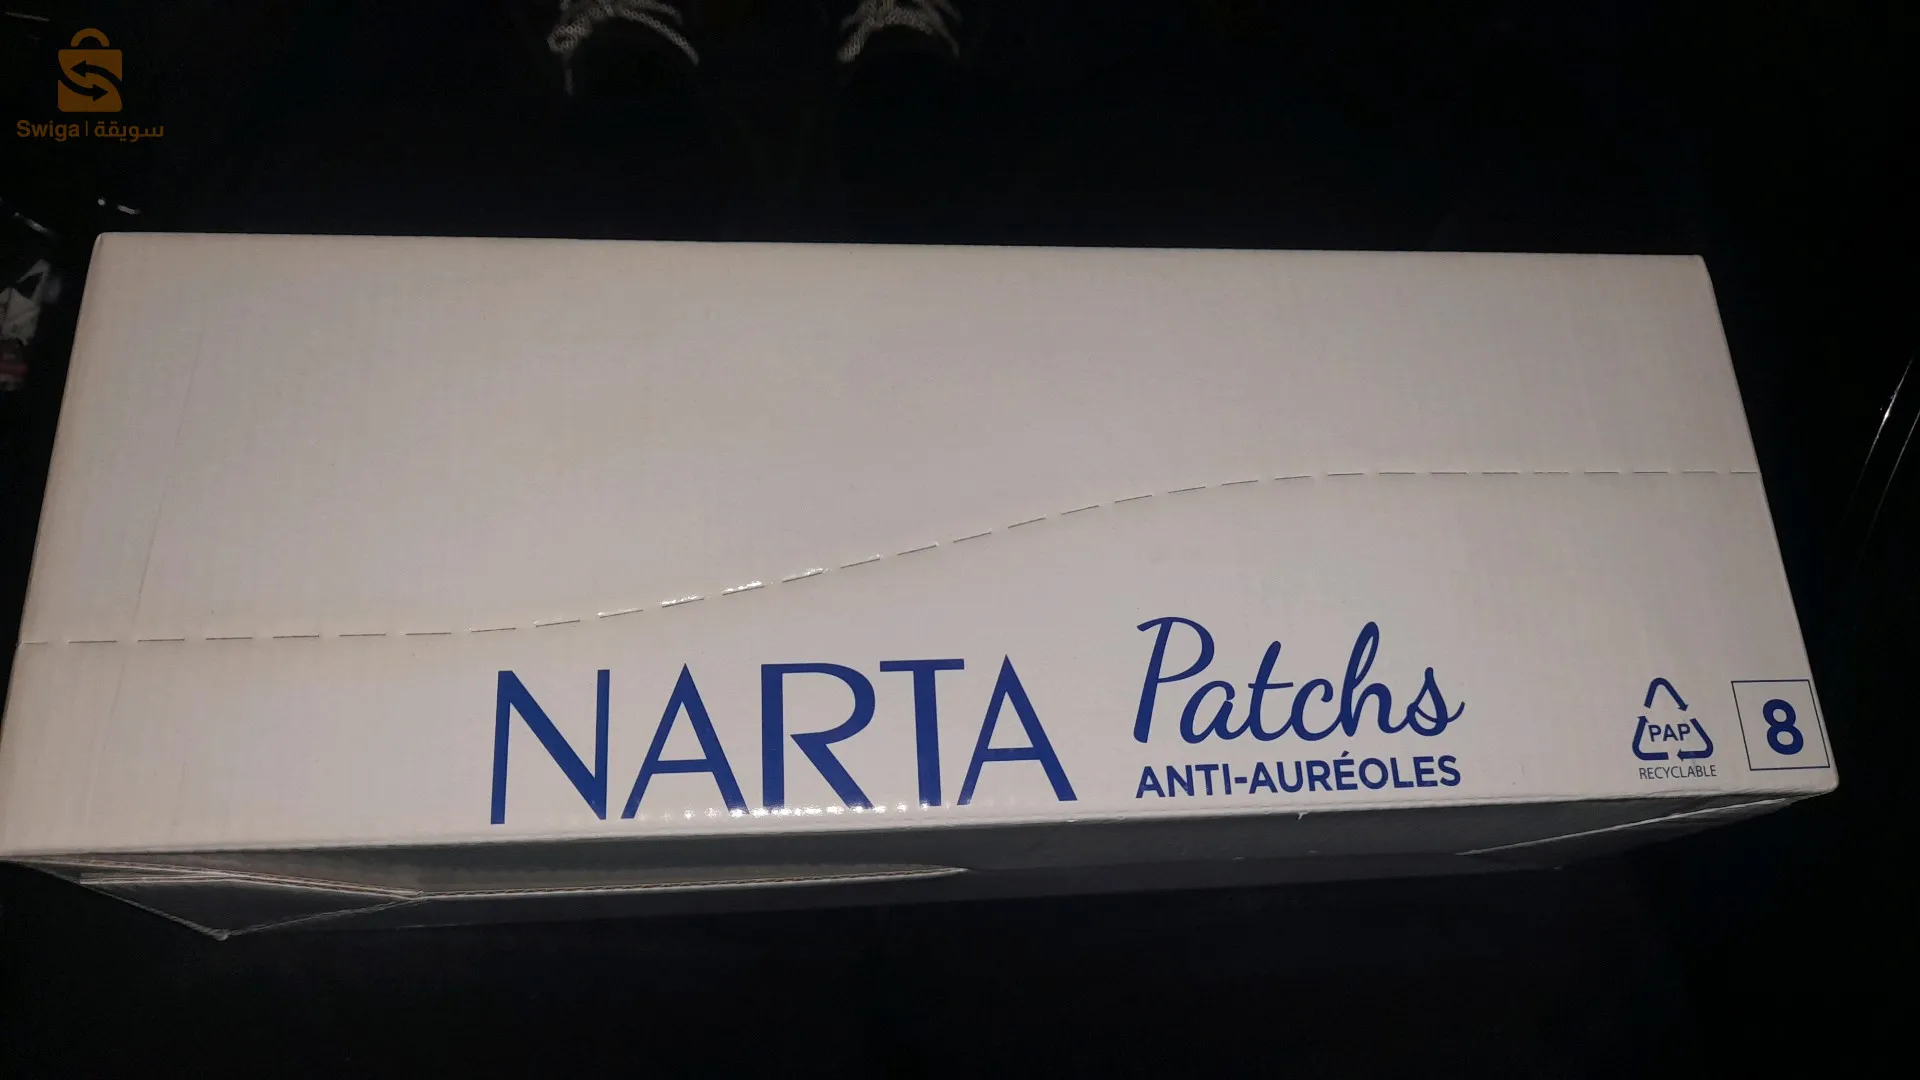 Swiga | سويقة
NARTA Patchs
ANTI-AURÉOLES
PAP
RECYCLABLE
8